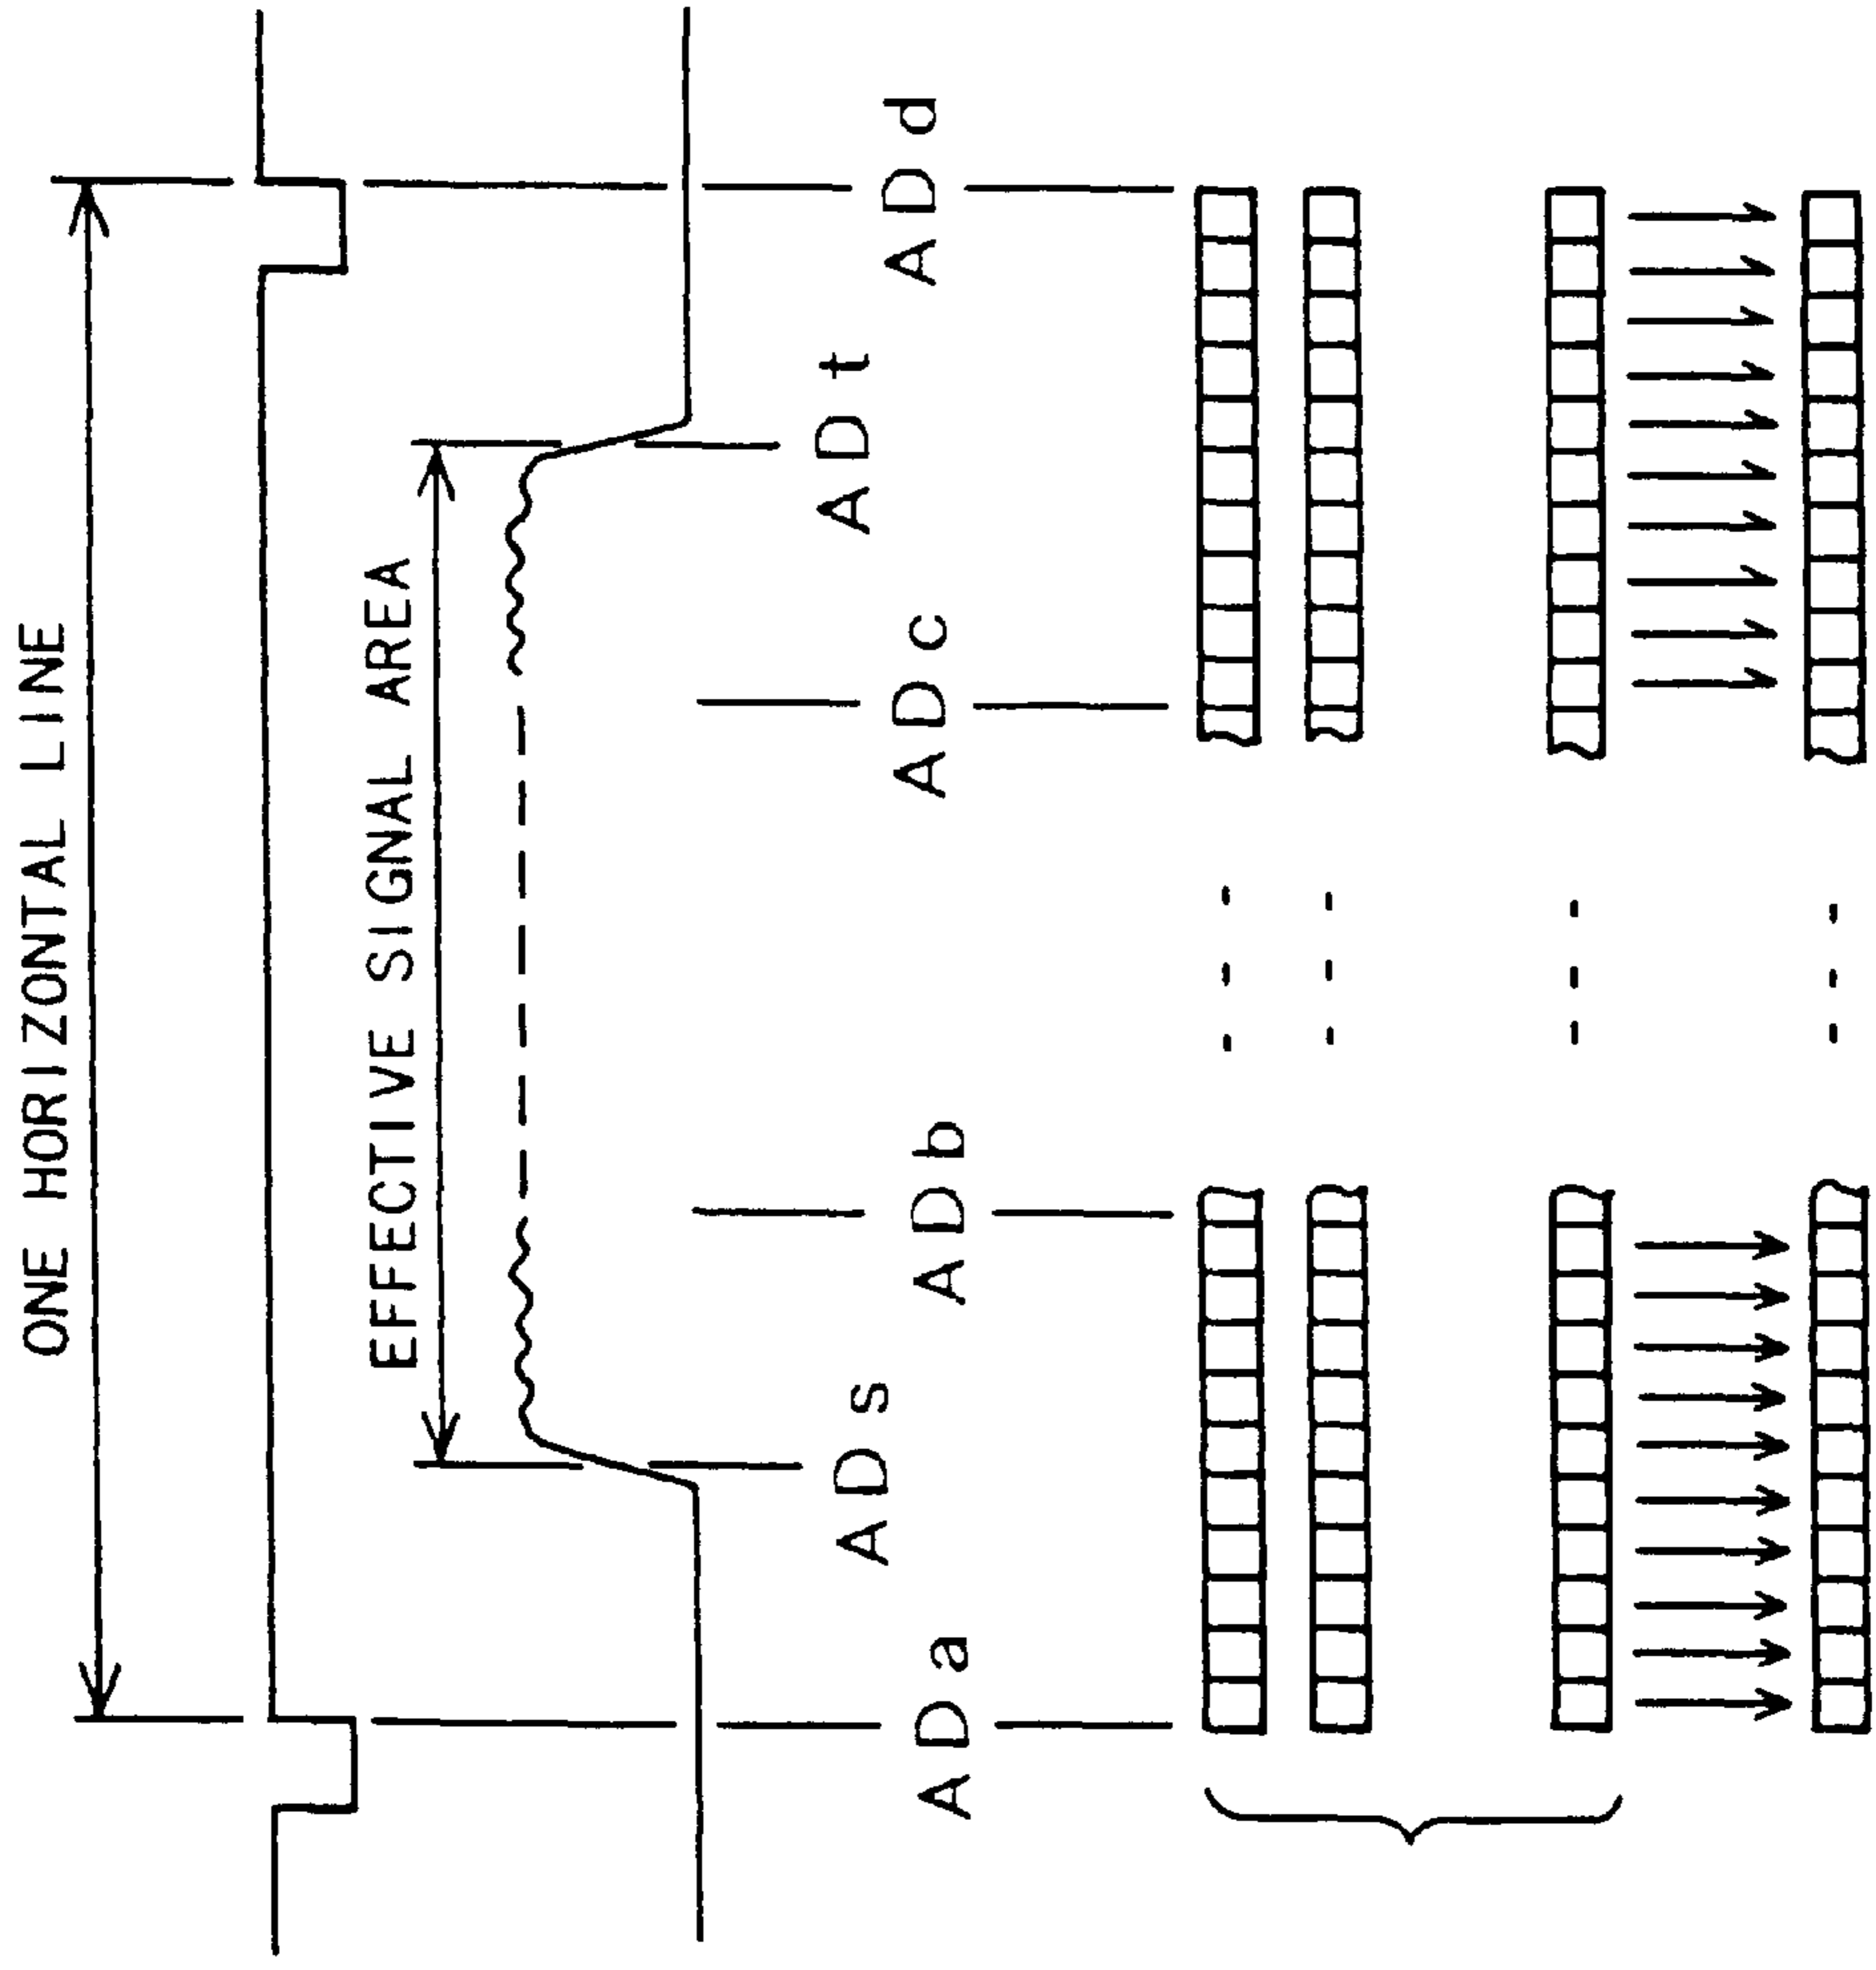 ONE HORIZONTAL LINE
EFFECTIVE SIGNAL AREA
ADs
ADt
ADa
ADb
ADc
ADd